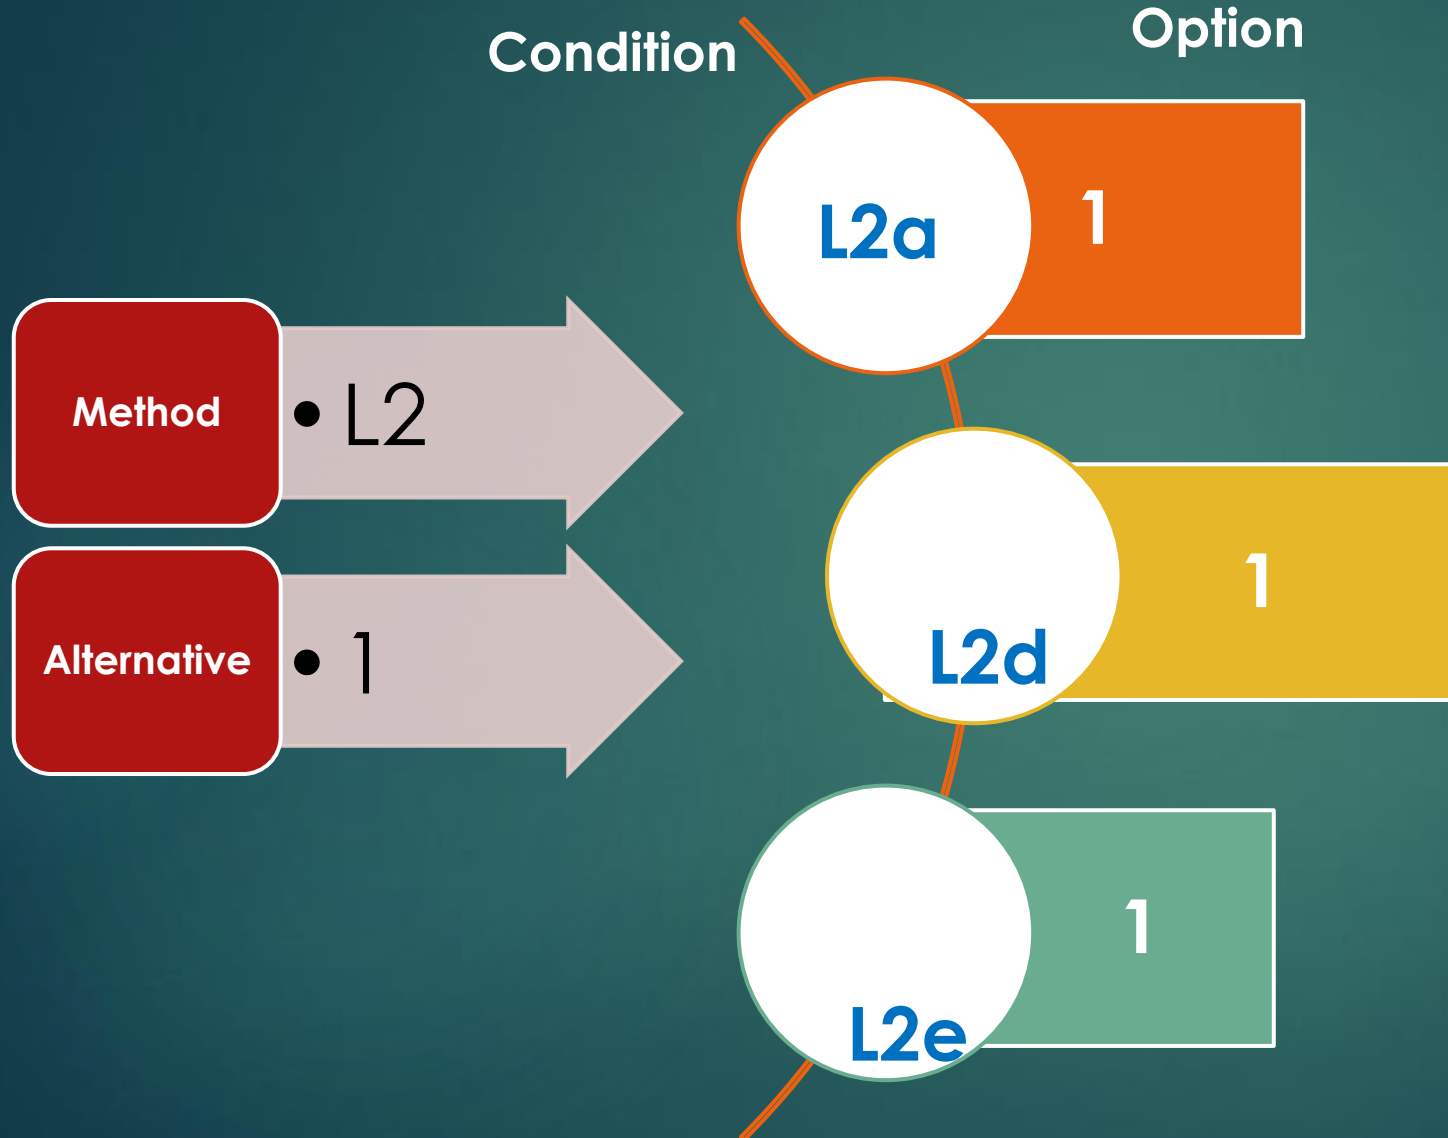 Condition
Option
L2a
1
Method
• L2
L2d
1
Alternative
• 1
L2e
1